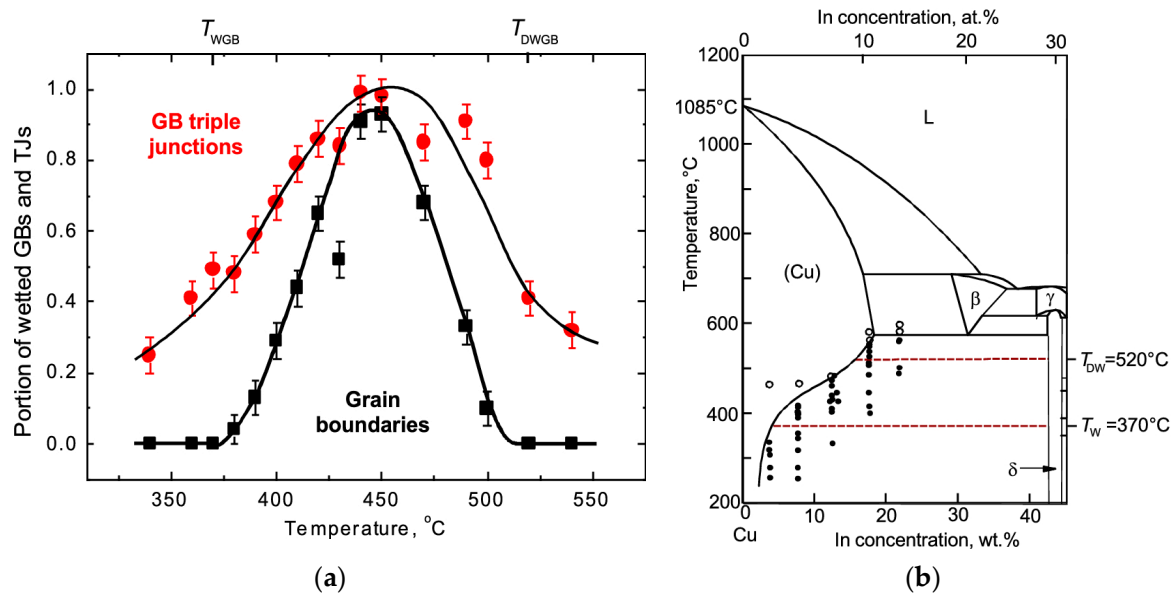 T_WGB
T_DWGB
Portion of wetted GBs and TJs
1.0
0.8
0.6
0.4
0.2
0.0
GB triple
junctions
Grain
boundaries
350
400
450
500
550
Temperature, °C
(a)
In concentration, at.%
0
10
20
30
Temperature,°C
1200
1085°C
1000
800
600
400
200
L
(Cu)
β
γ
δ
T_DW=520°C
T_W=370°C
0
10
20
30
40
Cu
In concentration, wt.%
(b)